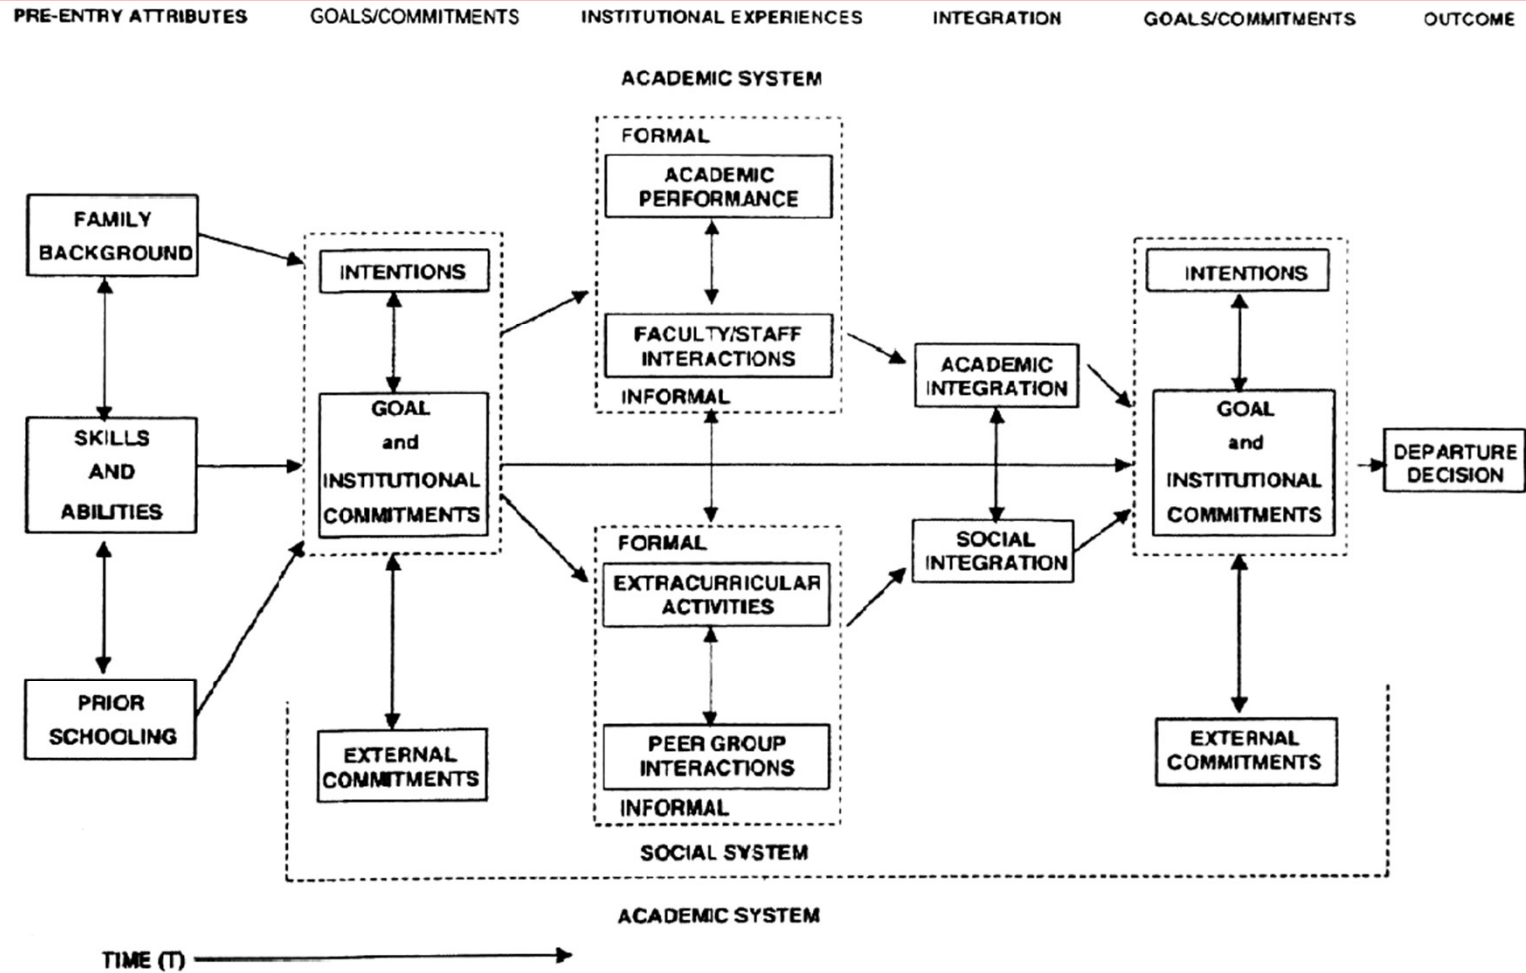 PRE-ENTRY ATTRIBUTES
GOALS/COMMITMENTS
INSTITUTIONAL EXPERIENCES
INTEGRATION
GOALS/COMMITMENTS
OUTCOME
ACADEMIC SYSTEM
FORMAL
ACADEMIC
PERFORMANCE
FAMILY
BACKGROUND
INTENTIONS
FACULTY/STAFF
INTERACTIONS
INFORMAL
ACADEMIC
INTEGRATION
INTENTIONS
SKILLS
AND
ABILITIES
GOAL
and
INSTITUTIONAL
COMMITMENTS
GOAL
and
INSTITUTIONAL
COMMITMENTS
DEPARTURE
DECISION
FORMAL
EXTRACURRICULAR
ACTIVITIES
SOCIAL
INTEGRATION
PRIOR
SCHOOLING
EXTERNAL
COMMITMENTS
PEER GROUP
INTERACTIONS
INFORMAL
EXTERNAL
COMMITMENTS
SOCIAL SYSTEM
ACADEMIC SYSTEM
TIME (T)